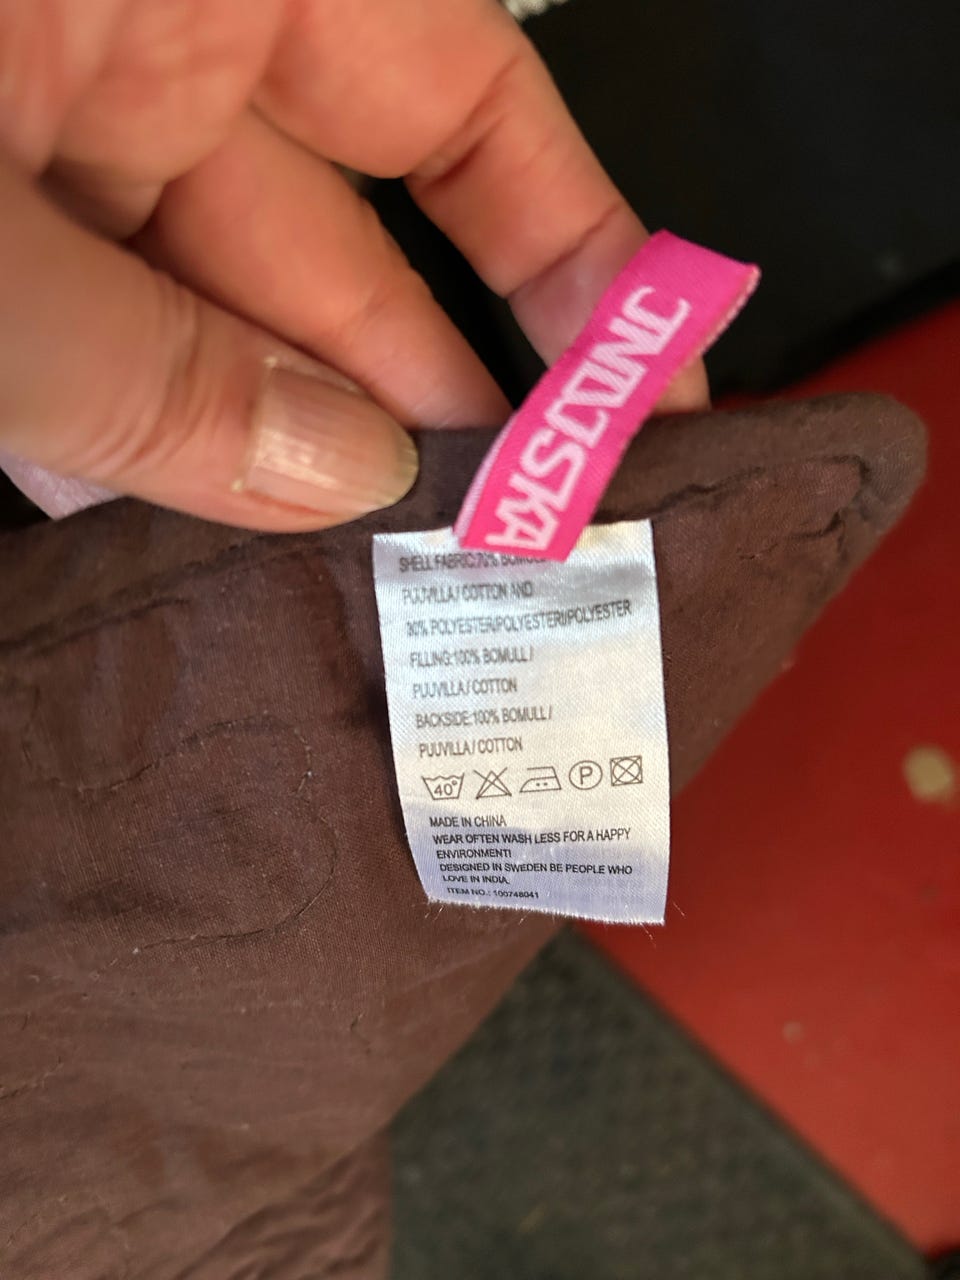 INDISKA
SHELL FABRIC:70% BOMULL
PUUVILLA / COTTON AND
30% POLYESTER/POLYESTERI/POLYESTER
FILLING:100% BOMULL /
PUUVILLA / COTTON
BACKSIDE:100% BOMULL /
PUUVILLA / COTTON
40° P
MADE IN CHINA
WEAR OFTEN WASH LESS FOR A HAPPY
ENVIRONMENT!
DESIGNED IN SWEDEN BE PEOPLE WHO
LOVE IN INDIA.
ITEM NO.: 100748041